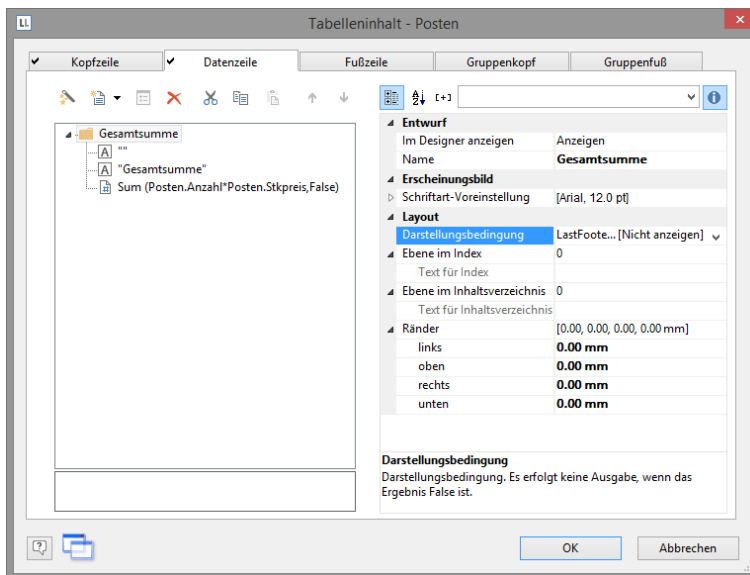 LL
Tabelleninhalt - Posten
Kopfzeile
Datenzeile
Fußzeile
Gruppenkopf
Gruppenfuß
Gesamtsumme
A ""
A "Gesamtsumme"
Sum (Posten.Anzahl*Posten.Stkpreis,False)
[+]
Entwurf
Im Designer anzeigen Anzeigen
Name Gesamtsumme
Erscheinungsbild
Schriftart-Voreinstellung [Arial, 12.0 pt]
Layout
Darstellungsbedingung LastFoote... [Nicht anzeigen]
Ebene im Index 0
Text für Index
Ebene im Inhaltsverzeichnis 0
Text für Inhaltsverzeichnis
Ränder [0.00, 0.00, 0.00, 0.00 mm]
links 0.00 mm
oben 0.00 mm
rechts 0.00 mm
unten 0.00 mm
Darstellungsbedingung
Darstellungsbedingung. Es erfolgt keine Ausgabe, wenn das
Ergebnis False ist.
OK
Abbrechen